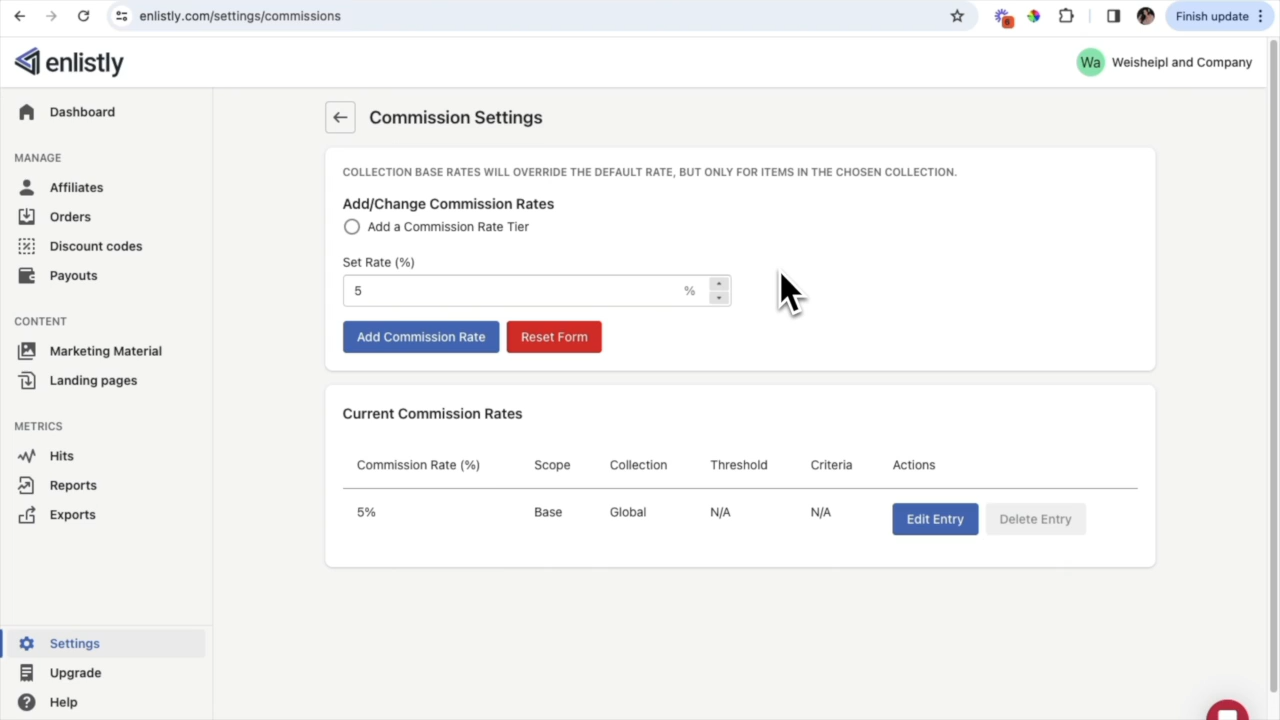 enlistly.com/settings/commissions
6
Finish update
enlistly
Wa
Weisheipl and Company
Dashboard
MANAGE
Affiliates
Orders
Discount codes
Payouts
CONTENT
Marketing Material
Landing pages
METRICS
Hits
Reports
Exports
Settings
Upgrade
Help
Commission Settings
COLLECTION BASE RATES WILL OVERRIDE THE DEFAULT RATE, BUT ONLY FOR ITEMS IN THE CHOSEN COLLECTION.
Add/Change Commission Rates
Add a Commission Rate Tier
Set Rate (%)
5 %
Add Commission Rate Reset Form
Current Commission Rates
Commission Rate (%) Scope Collection Threshold Criteria Actions
5% Base Global N/A N/A Edit Entry Delete Entry